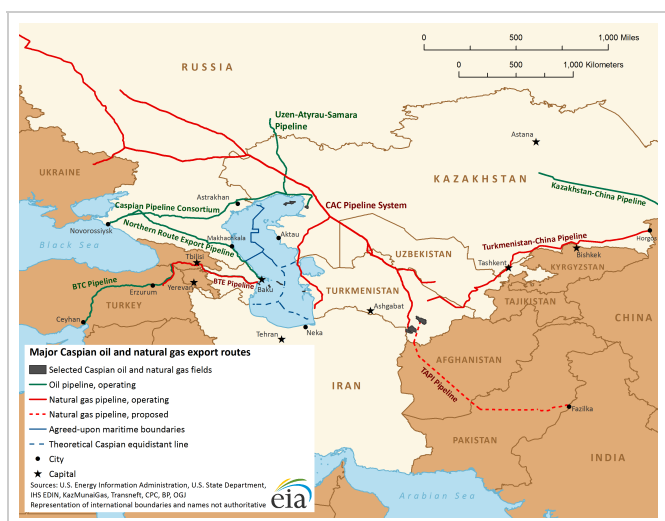 0 500 1,000 Miles
0 500 1,000 Kilometers
RUSSIA
Uzen-Atyrau-Samara
Pipeline
Astana
UKRAINE
KAZAKHSTAN
Kazakhstan-China Pipeline
Astrakhan
Caspian Pipeline Consortium
CAC Pipeline System
Novorossiysk
Northern Route Export Pipeline
Makhachkala
Aktau
Turkmenistan-China Pipeline
Horgos
Black Sea
UZBEKISTAN
Bishkek
Tbilisi
Tashkent
KYRGYZSTAN
BTC Pipeline
BTE Pipeline
Baku
TURKMENISTAN
Erzurum
Yerevan
TURKEY
Ashgabat
TAJIKISTAN
CHINA
Ceyhan
Tehran
Neka
AFGHANISTAN
IRAN
TAPI Pipeline
Fazilka
PAKISTAN
INDIA
Arabian Sea
Major Caspian oil and natural gas export routes
Selected Caspian oil and natural gas fields
Oil pipeline, operating
Natural gas pipeline, operating
Natural gas pipeline, proposed
Agreed-upon maritime boundaries
Theoretical Caspian equidistant line
City
Capital
Sources: U.S. Energy Information Administration, U.S. State Department,
IHS EDIN, KazMunaiGas, Transneft, CPC, BP, OGJ
Representation of international boundaries and names not authoritative
eia